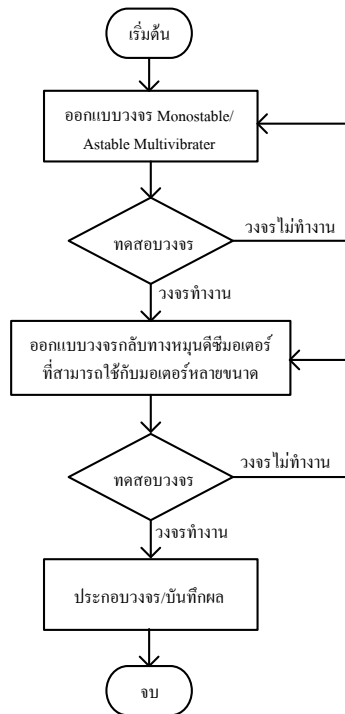 เริ่มต้น
ออกแบบวงจร Monostable/
Astable Multivibrater
ทดสอบวงจร
วงจรไม่ทำงาน
วงจรทำงาน
ออกแบบวงจรกลับทางหมุนดีซีมอเตอร์
ที่สามารถใช้กับมอเตอร์หลายขนาด
ทดสอบวงจร
วงจรไม่ทำงาน
วงจรทำงาน
ประกอบวงจร/บันทึกผล
จบ